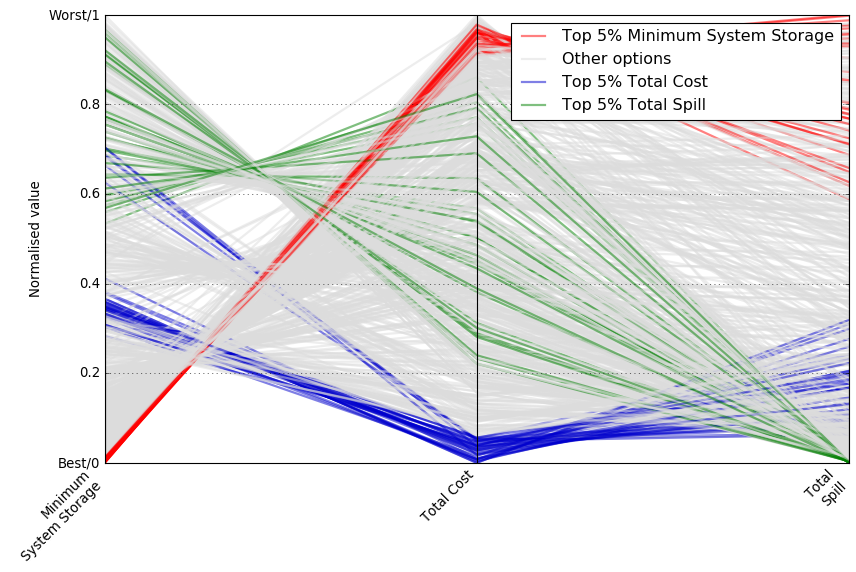 Worst/1
0.8
0.6
0.4
0.2
Best/0
Normalised value
Top 5% Minimum System Storage
Other options
Top 5% Total Cost
Top 5% Total Spill
Minimum
System Storage
Total Cost
Total
Spill